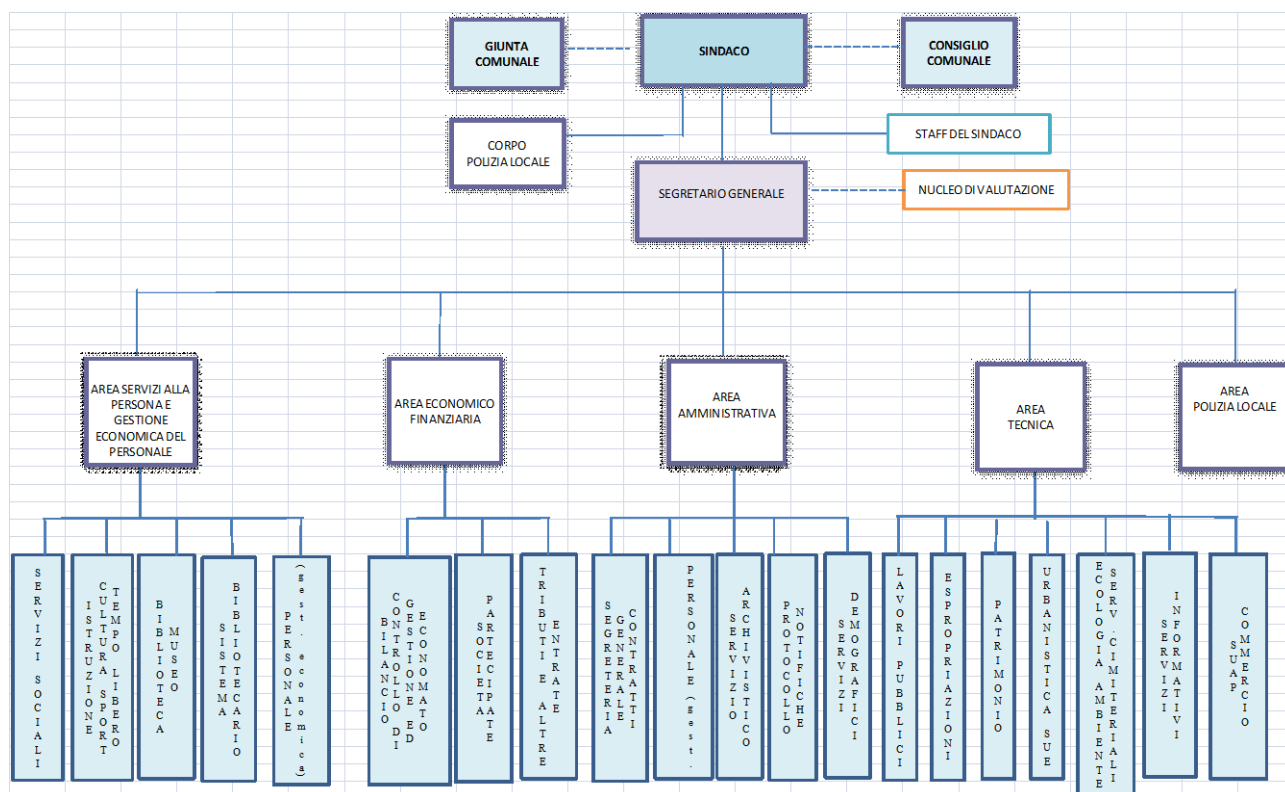 GIUNTA
COMUNALE
SINDACO
CONSIGLIO
COMUNALE
CORPO
POLIZIA LOCALE
STAFF DEL SINDACO
SEGRETARIO GENERALE
NUCLEO DI VALUTAZIONE
AREA SERVIZI ALLA
PERSONA E
GESTIONE
ECONOMICA DEL
PERSONALE
AREA ECONOMICO
FINANZIARIA
AREA
AMMINISTRATIVA
AREA
TECNICA
AREA
POLIZIA LOCALE
SERVIZI SOCIALI
ISTRUZIONE
CULTURA SPORT
TEMPO LIBERO
BIBLIOTECA
MUSEO
SISTEMA
BIBLIOTECARIO
PERSONALE
(gest. economica)
BILANCIO
CONTROLLO DI
GESTIONE ED
ECONOMATO
SOCIETA
PARTECIPATE
TRIBUTI E ALTRE
ENTRATE
SEGRETERIA
GENERALE
CONTRATTI
PERSONALE (gest.
SERVIZIO
ARCHIVISTICO
PROTOCOLLO
NOTIFICHE
SERVIZI
DEMOGRAFICI
LAVORI PUBBLICI
ESPROPRIAZIONI
PATRIMONIO
URBANISTICA SUE
ECOLOGIA AMBIENTE
SERV.CIMITERIALI
SERVIZI
INFORMATIVI
SUAP
COMMERCIO